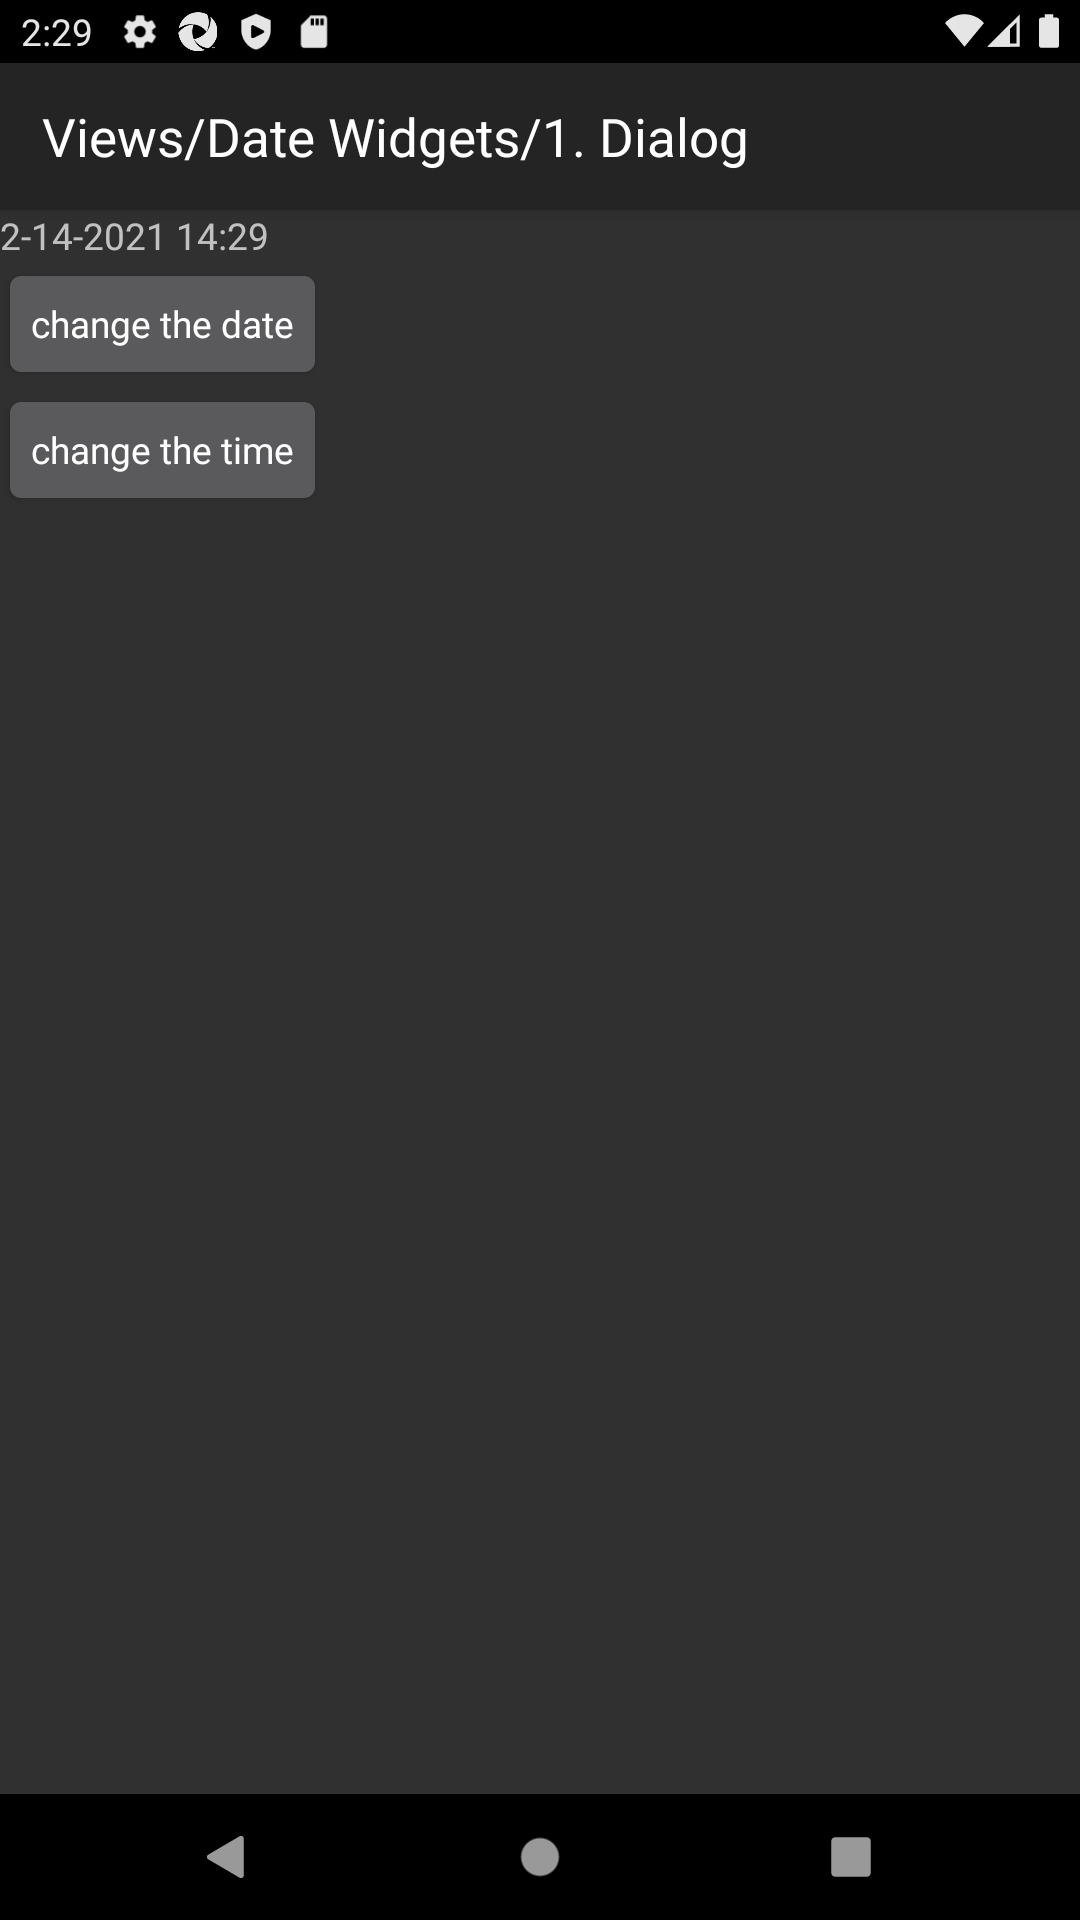 2:29
Views/Date Widgets/1. Dialog
2-14-2021 14:29
change the date
change the time